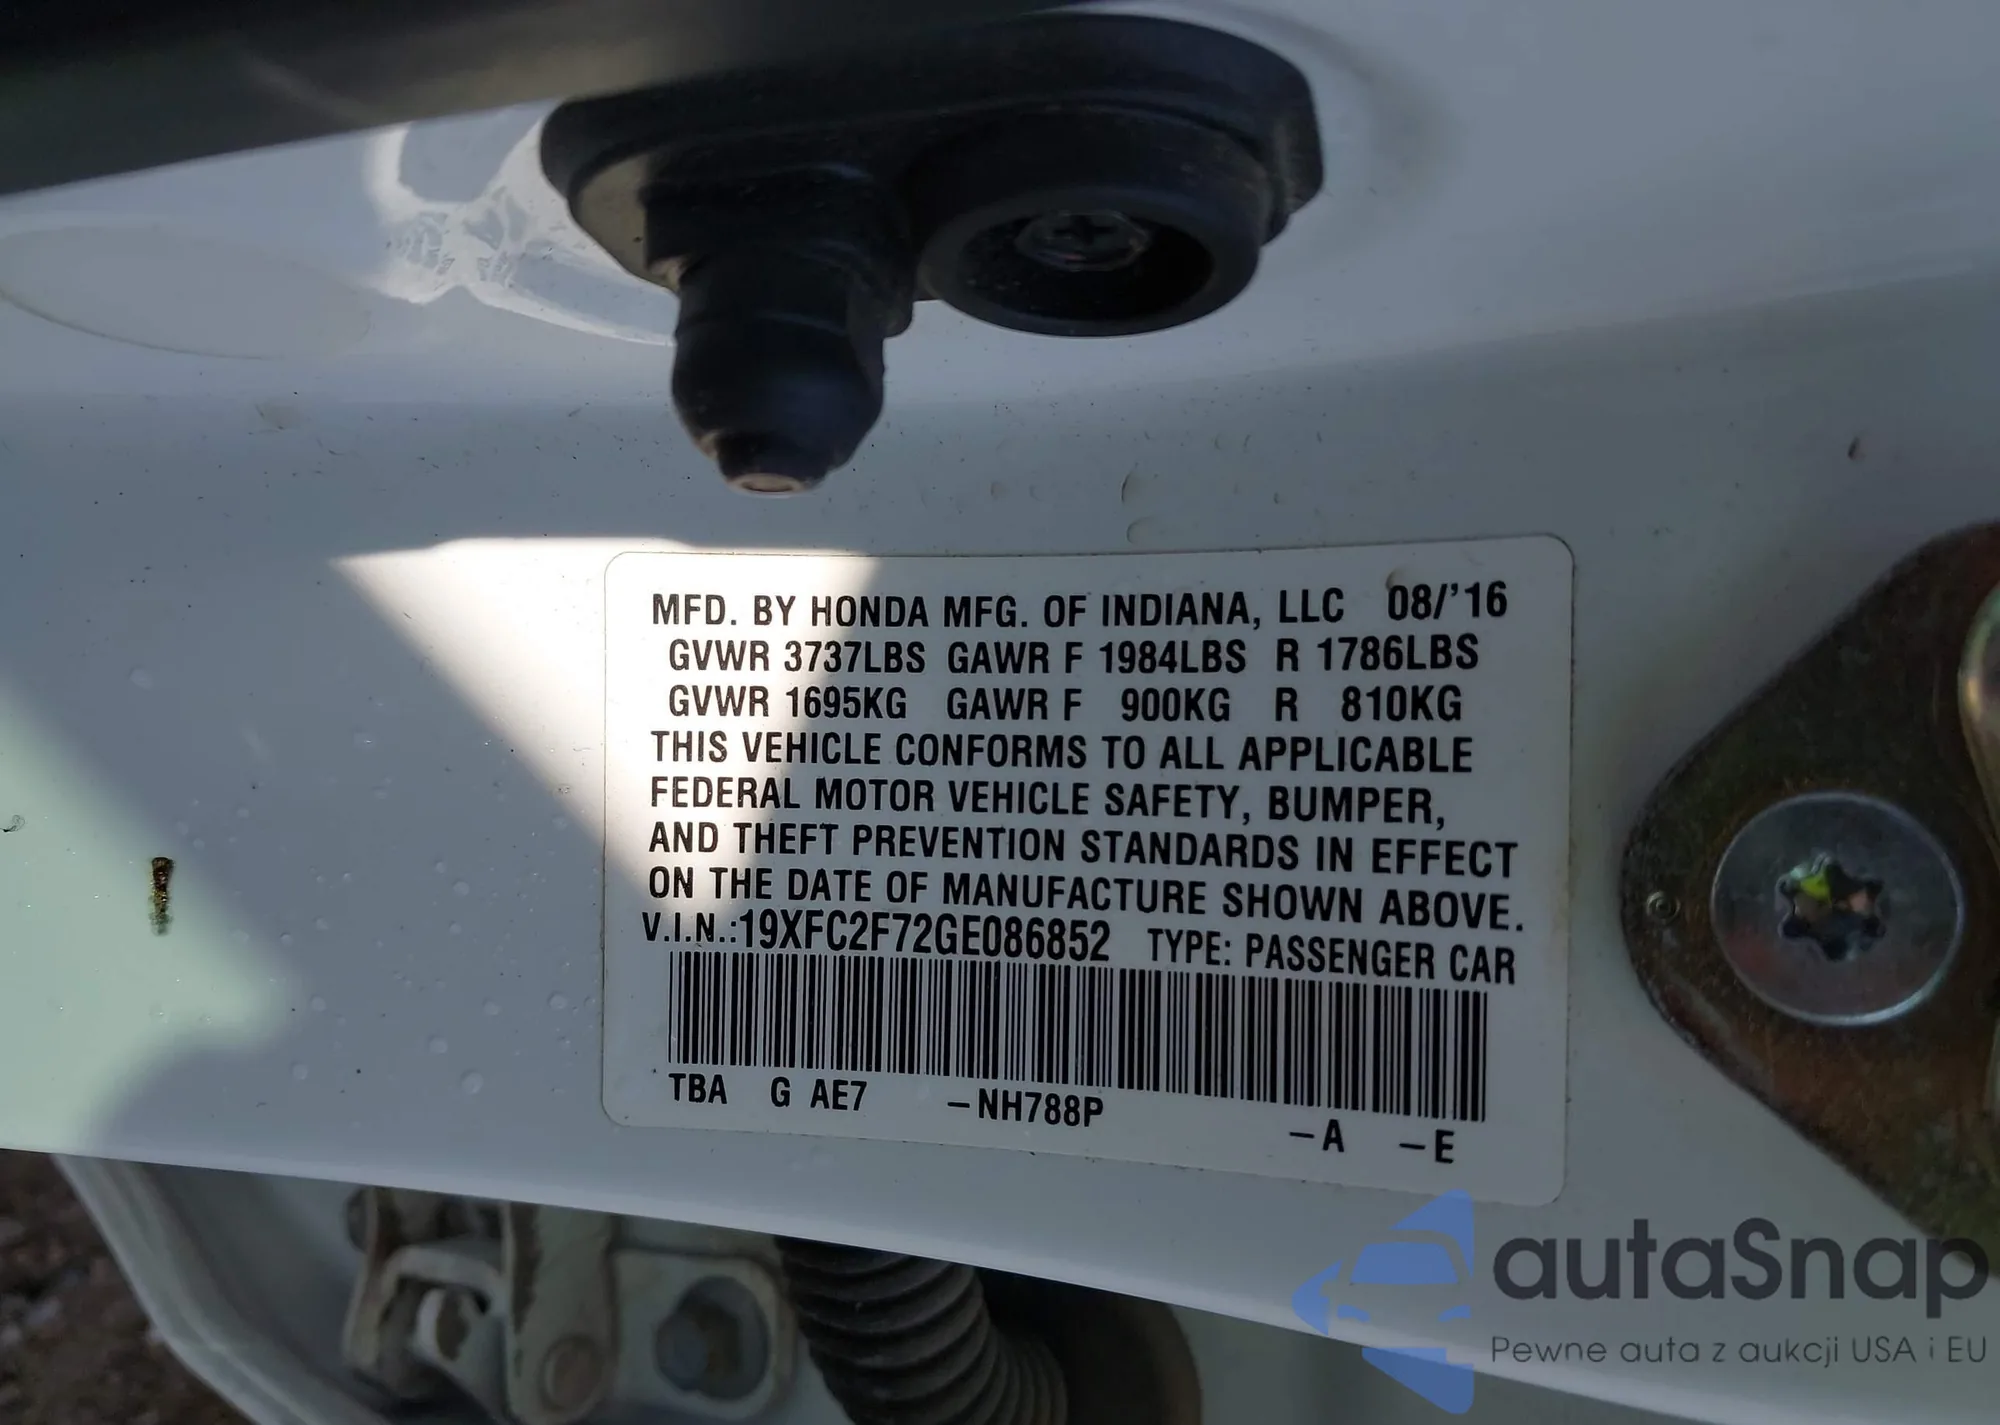 MFD. BY HONDA MFG. OF INDIANA, LLC 08/'16
GVWR 3737LBS GAWR F 1984LBS R 1786LBS
GVWR 1695KG GAWR F 900KG R 810KG
THIS VEHICLE CONFORMS TO ALL APPLICABLE
FEDERAL MOTOR VEHICLE SAFETY, BUMPER,
AND THEFT PREVENTION STANDARDS IN EFFECT
ON THE DATE OF MANUFACTURE SHOWN ABOVE.
V.I.N.:19XFC2F72GE086852 TYPE: PASSENGER CAR
TBA G AE7 -NH788P -A -E
autaSnap
Pewne auta z aukcji USA i EU